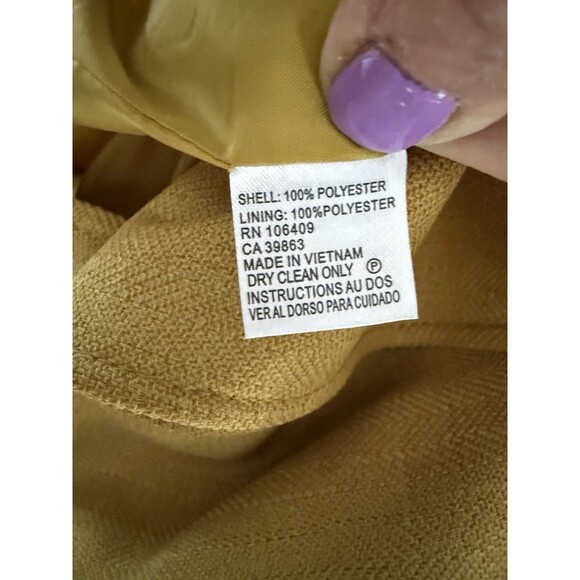 SHELL: 100% POLYESTER
LINING: 100%POLYESTER
RN 106409
CA 39863
MADE IN VIETNAM
DRY CLEAN ONLY Ⓟ
INSTRUCTIONS AU DOS
VER AL DORSO PARA CUIDADO